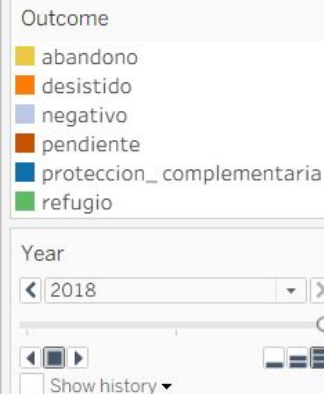 Outcome
abandono
desistido
negativo
pendiente
proteccion_ complementaria
refugio
Year
2018
Show history